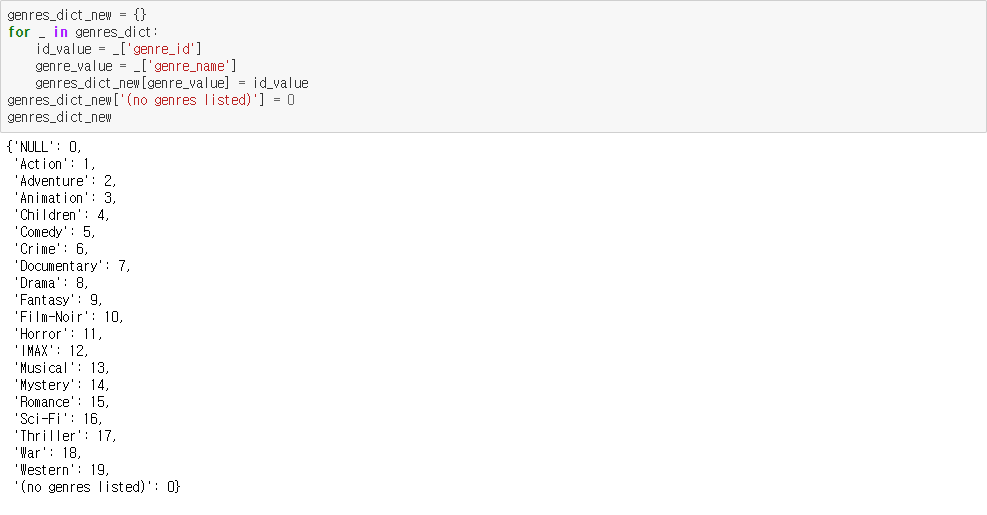 genres_dict_new = {}
for _ in genres_dict:
    id_value = _['genre_id']
    genre_value = _['genre_name']
    genres_dict_new[genre_value] = id_value
genres_dict_new['(no genres listed)'] = 0
genres_dict_new
{'NULL': 0,
 'Action': 1,
 'Adventure': 2,
 'Animation': 3,
 'Children': 4,
 'Comedy': 5,
 'Crime': 6,
 'Documentary': 7,
 'Drama': 8,
 'Fantasy': 9,
 'Film-Noir': 10,
 'Horror': 11,
 'IMAX': 12,
 'Musical': 13,
 'Mystery': 14,
 'Romance': 15,
 'Sci-Fi': 16,
 'Thriller': 17,
 'War': 18,
 'Western': 19,
 '(no genres listed)': 0}